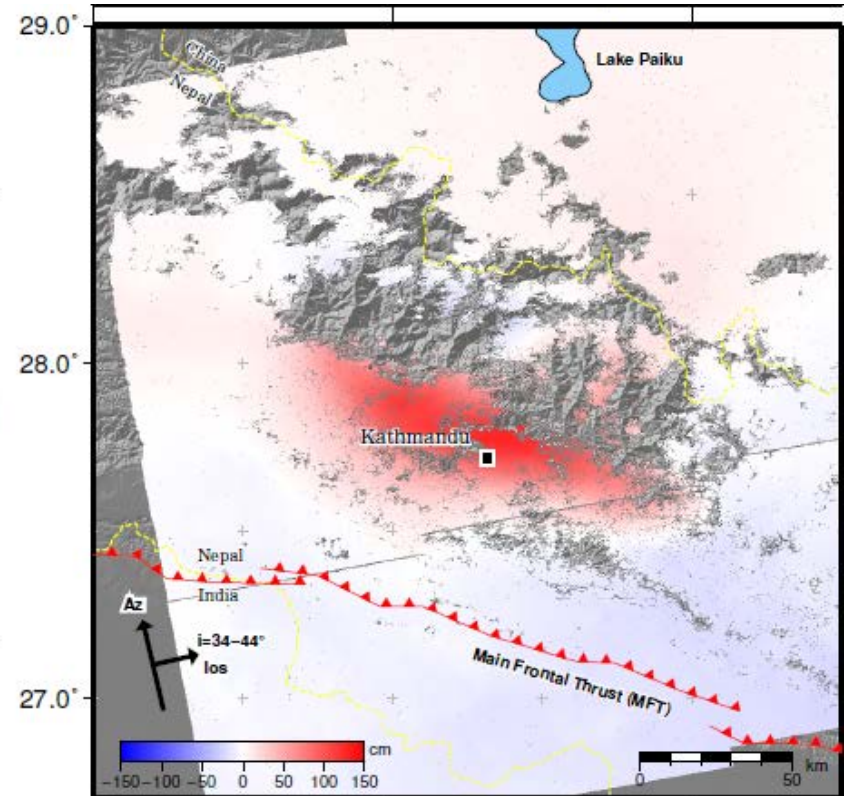 29.0°
China
Nepal
Lake Paiku
28.0°
Kathmandu
Nepal
India
Az
i=34−44°
los
Main Frontal Thrust (MFT)
27.0°
cm
−150 −100 −50 0 50 100 150
km
0 50